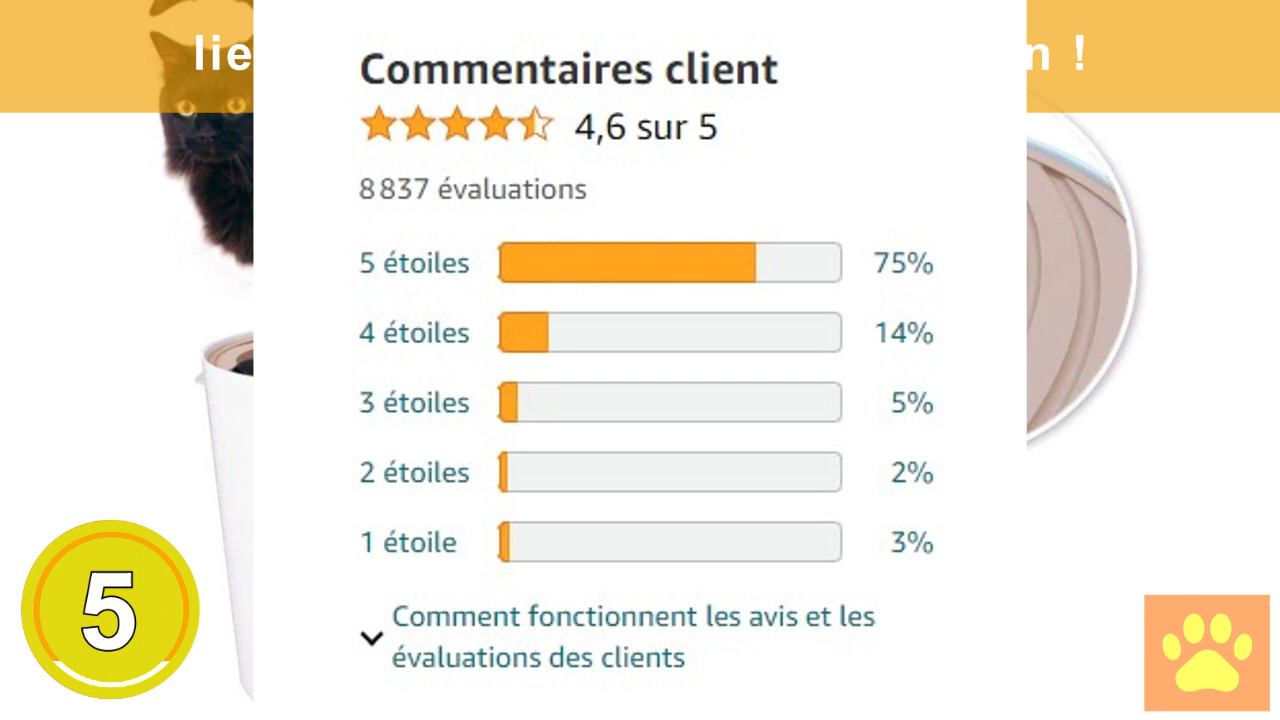 lie n !
Commentaires client
4,6 sur 5
8 837 évaluations
5 étoiles 75%
4 étoiles 14%
3 étoiles 5%
2 étoiles 2%
1 étoile 3%
Comment fonctionnent les avis et les
évaluations des clients
5